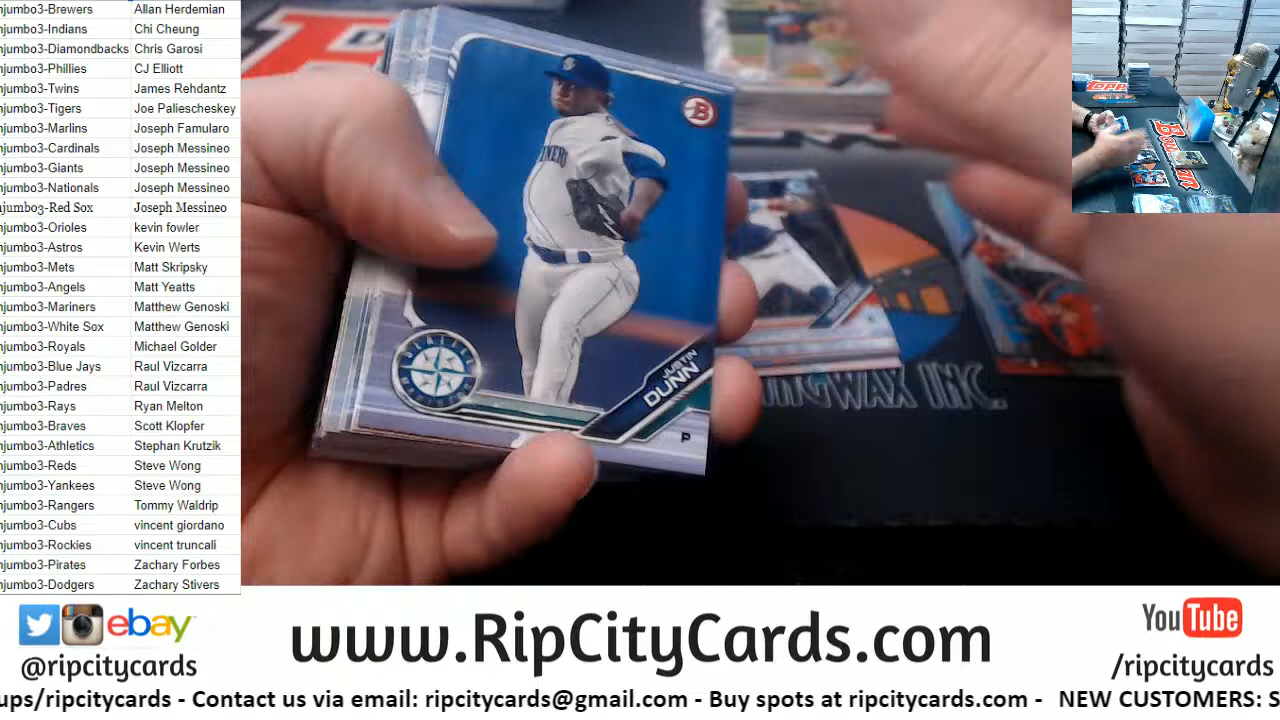 njumbo3-Brewers Allan Herdemian
njumbo3-Indians Chi Cheung
njumbo3-Diamondbacks Chris Garosi
njumbo3-Phillies CJ Elliott
njumbo3-Twins James Rehdantz
njumbo3-Tigers Joe Paliescheskey
njumbo3-Marlins Joseph Famularo
njumbo3-Cardinals Joseph Messineo
njumbo3-Giants Joseph Messineo
njumbo3-Nationals Joseph Messineo
njumbo3-Red Sox Joseph Messineo
njumbo3-Orioles kevin fowler
njumbo3-Astros Kevin Werts
njumbo3-Mets Matt Skripsky
njumbo3-Angels Matt Yeatts
njumbo3-Mariners Matthew Genoski
njumbo3-White Sox Matthew Genoski
njumbo3-Royals Michael Golder
njumbo3-Blue Jays Raul Vizcarra
njumbo3-Padres Raul Vizcarra
njumbo3-Rays Ryan Melton
njumbo3-Braves Scott Klopfer
njumbo3-Athletics Stephan Krutzik
njumbo3-Reds Steve Wong
njumbo3-Yankees Steve Wong
njumbo3-Rangers Tommy Waldrip
njumbo3-Cubs vincent giordano
njumbo3-Rockies vincent truncali
njumbo3-Pirates Zachary Forbes
njumbo3-Dodgers Zachary Stivers
B
INERS
SEATTLE
JUSTIN
DUNN
P
NGWAX INC.
TOPPS
ebay
@ripcitycards
www.RipCityCards.com
YouTube
/ripcitycards
ups/ripcitycards - Contact us via email: ripcitycards@gmail.com - Buy spots at ripcitycards.com - NEW CUSTOMERS: S